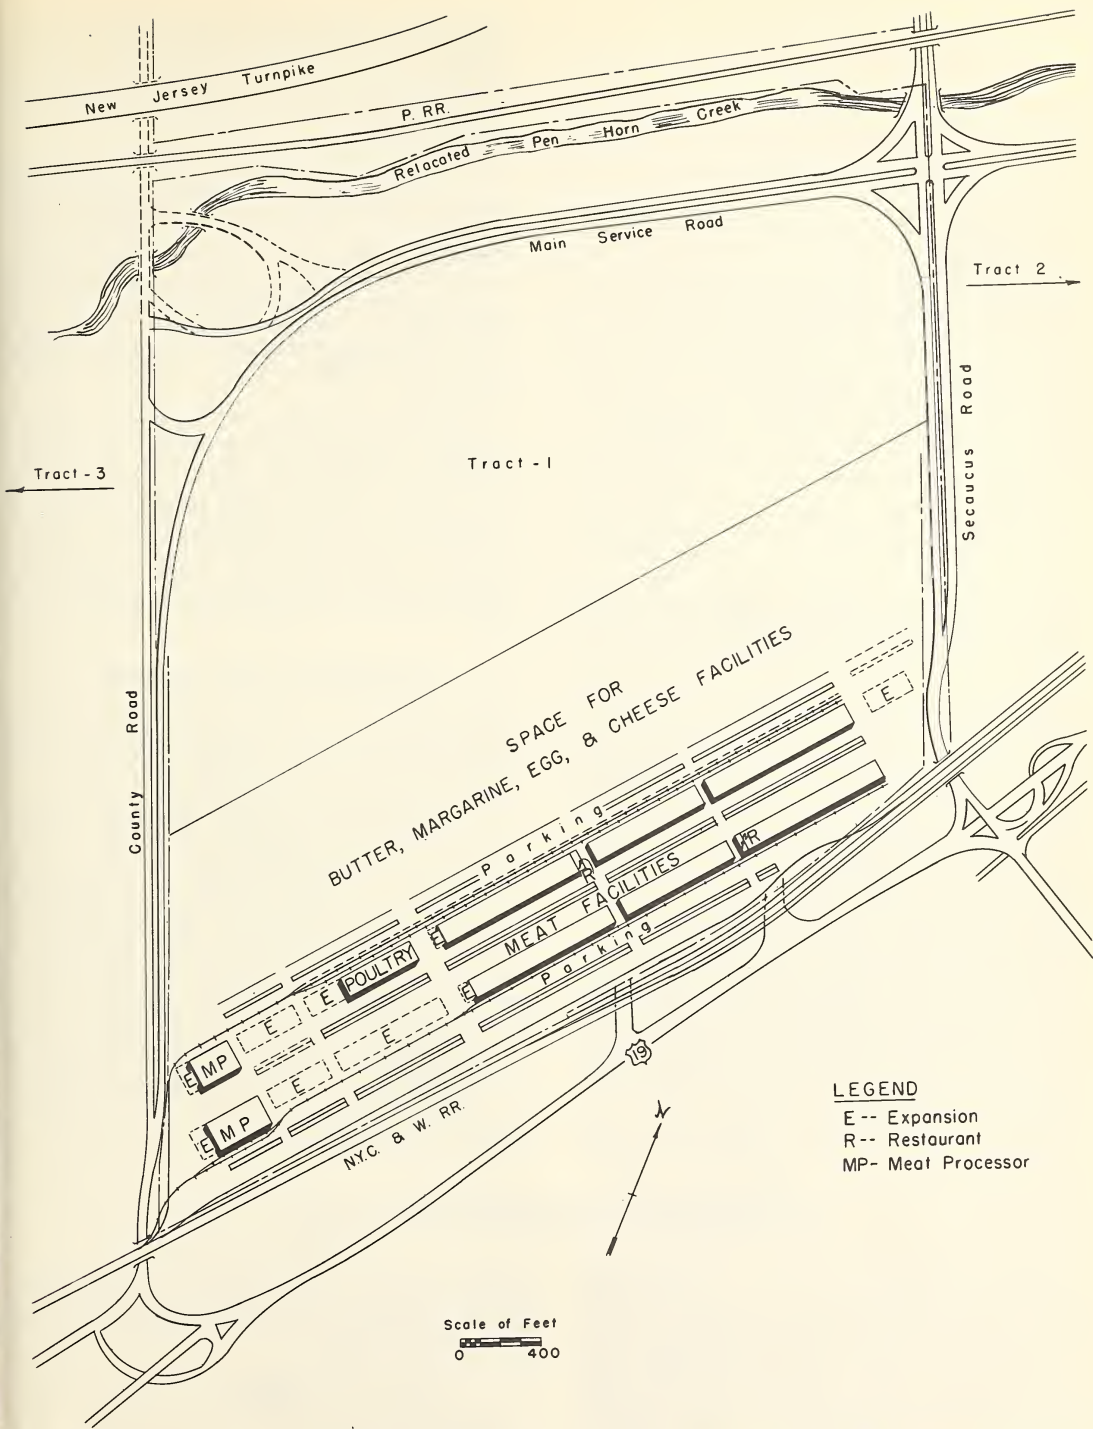 New Jersey Turnpike
P. RR.
Relocated Pen Horn Creek
Main Service Road
Tract 2
Secaucus Road
Tract-1
Tract-3
County Road
SPACE FOR
BUTTER, MARGARINE, EGG, & CHEESE FACILITIES
E
Parking
R
R
MEAT FACILITIES
E
POULTRY
E
Parking
E
E
E
E
MP
E
E
MP
19
N.Y.C. & W. RR.
N
LEGEND
E -- Expansion
R -- Restaurant
MP- Meat Processor
Scale of Feet
0 400